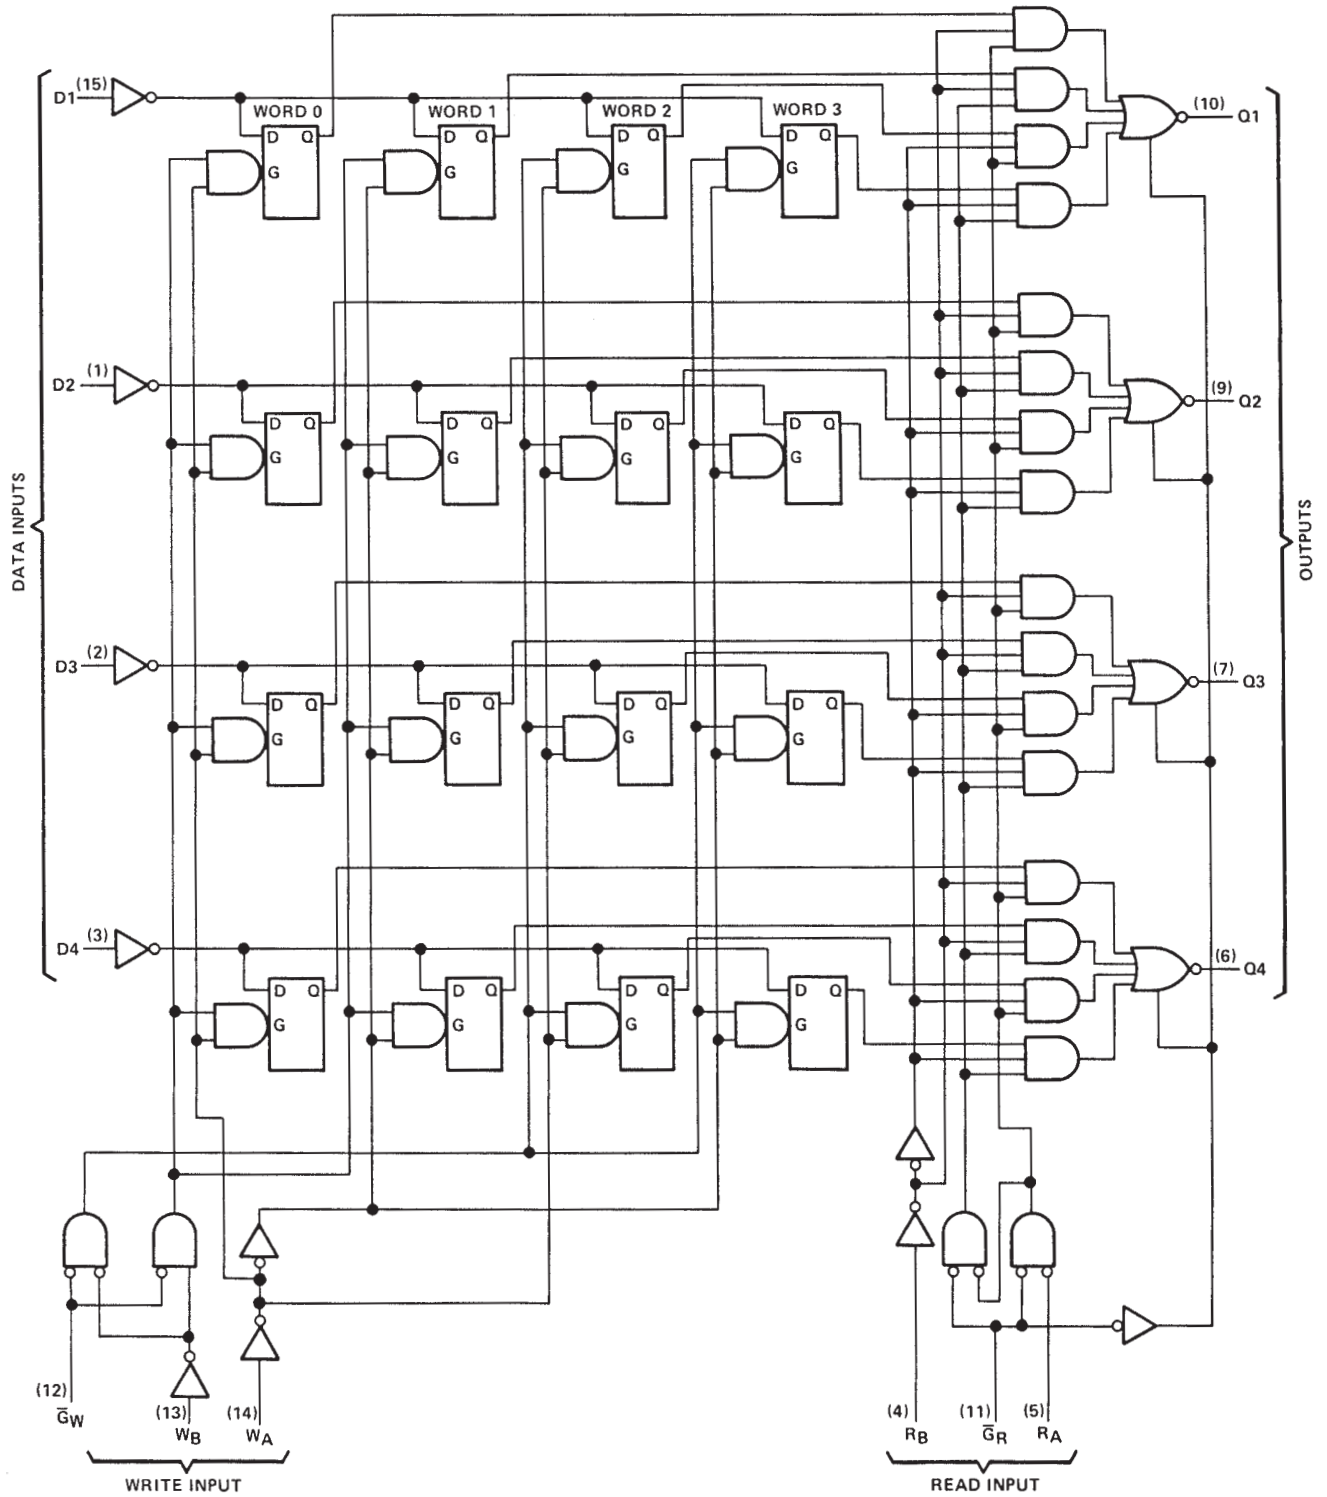 (10)
Q1
D1
(15)
WORD 0
WORD 1
WORD 2
WORD 3
D Q
G
D Q
G
D Q
G
D Q
G
D2
(1)
(9)
Q2
D Q
G
D Q
G
D Q
G
D Q
G
DATA INPUTS
OUTPUTS
D3
(2)
(7)
Q3
D Q
G
D Q
G
D Q
G
D Q
G
D4
(3)
(6)
Q4
D Q
G
D Q
G
D Q
G
D Q
G
(12)
G̅W
(13)
WB
(14)
WA
(4)
RB
(11)
G̅R
(5)
RA
WRITE INPUT
READ INPUT